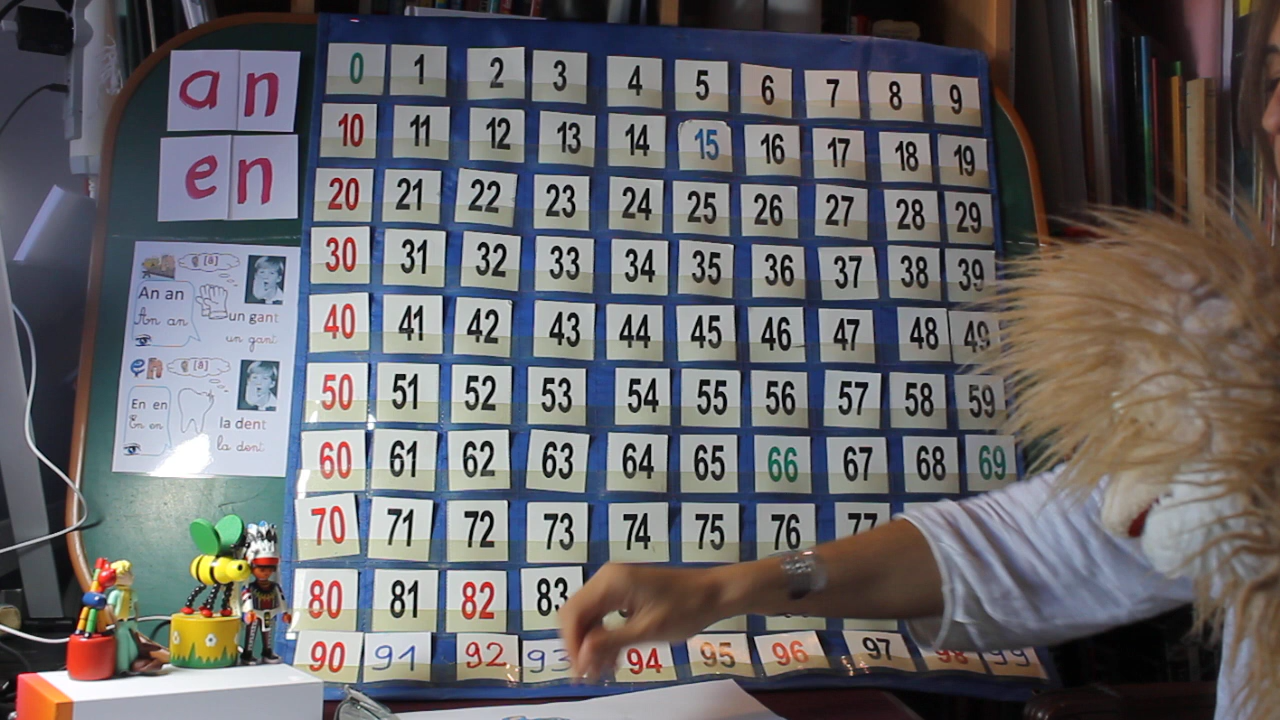 an
en
[ã]
An an
An an
un gant
un gant
[ã]
En en
En en
la dent
la dent
0 1 2 3 4 5 6 7 8 9
10 11 12 13 14 15 16 17 18 19
20 21 22 23 24 25 26 27 28 29
30 31 32 33 34 35 36 37 38 39
40 41 42 43 44 45 46 47 48 49
50 51 52 53 54 55 56 57 58 59
60 61 62 63 64 65 66 67 68 69
70 71 72 73 74 75 76 77
80 81 82 83
90 91 92 93 94 95 96 97 98 99